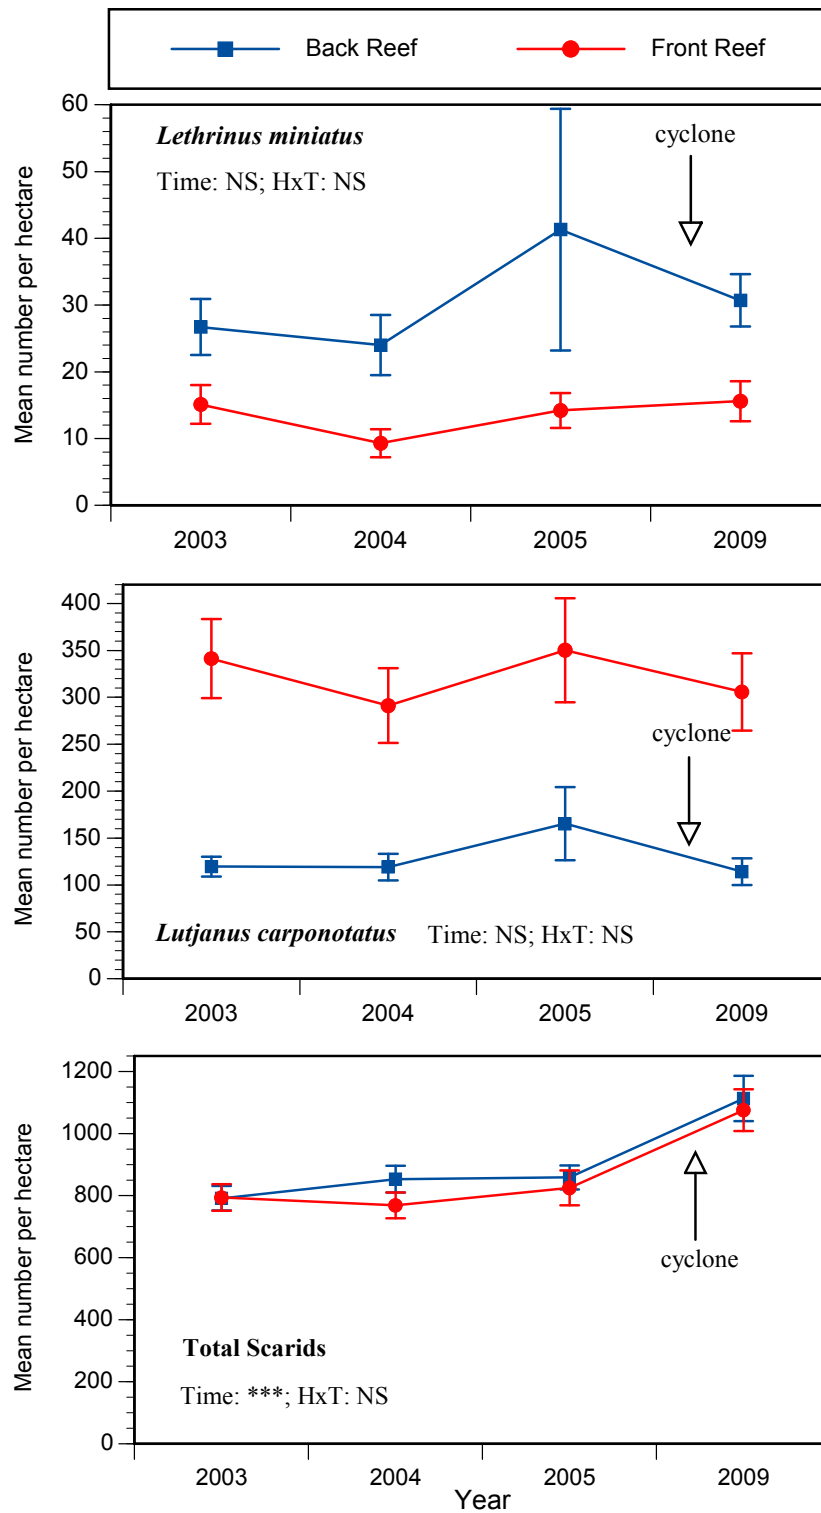 Back Reef Front Reef
60
50
40
30
20
10
0
Mean number per hectare
Lethrinus miniatus
Time: NS; HxT: NS
cyclone
2003 2004 2005 2009
400
350
300
250
200
150
100
50
0
Mean number per hectare
cyclone
Lutjanus carponotatus Time: NS; HxT: NS
2003 2004 2005 2009
1200
1000
800
600
400
200
0
Mean number per hectare
cyclone
Total Scarids
Time: ***; HxT: NS
2003 2004 2005 2009
Year